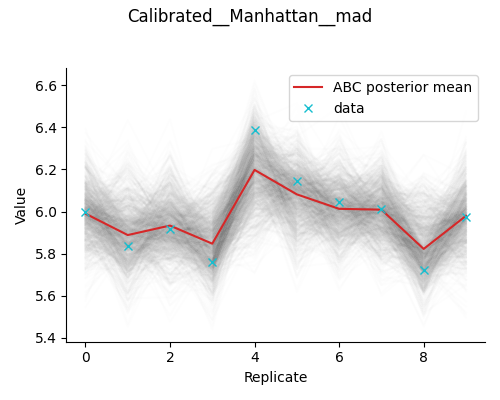 Calibrated__Manhattan__mad
ABC posterior mean
data
Value
6.6
6.4
6.2
6.0
5.8
5.6
5.4
0 2 4 6 8
Replicate